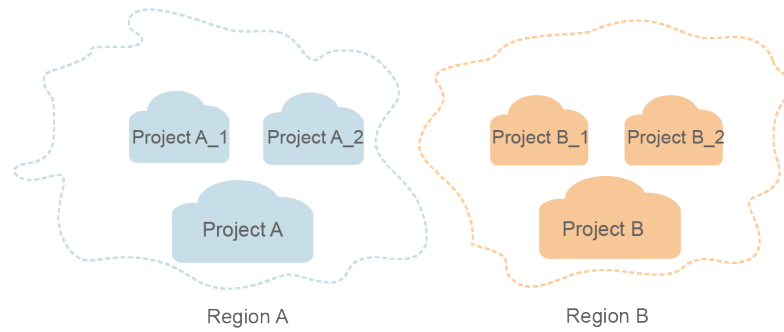 Project A_1
Project A_2
Project A
Region A
Project B_1
Project B_2
Project B
Region B